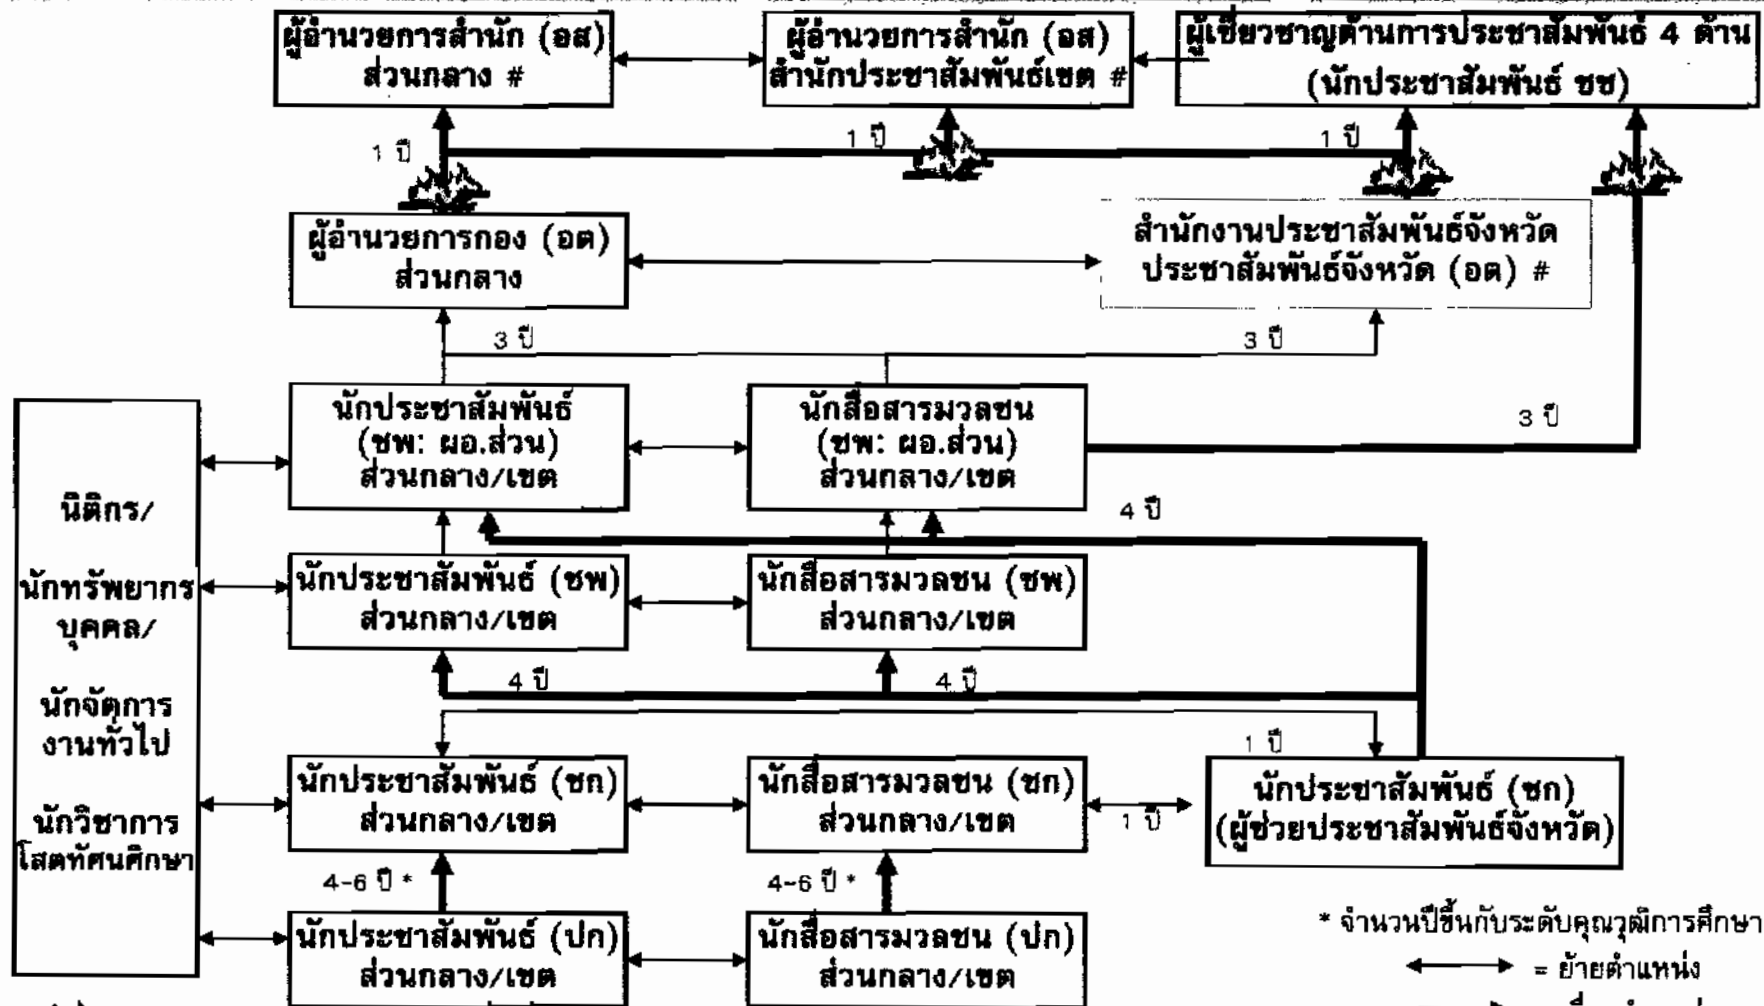 ผู้อำนวยการสำนัก (อส)
ส่วนกลาง #
ผู้อำนวยการสำนัก (อส)
สำนักประชาสัมพันธ์เขต #
ผู้เชี่ยวชาญด้านการประชาสัมพันธ์ 4 ด้าน
(นักประชาสัมพันธ์ ชช)
1 ปี
1 ปี
1 ปี
ผู้อำนวยการกอง (อต)
ส่วนกลาง
สำนักงานประชาสัมพันธ์จังหวัด
ประชาสัมพันธ์จังหวัด (อต) #
3 ปี
3 ปี
นักประชาสัมพันธ์
(ชพ: ผอ.ส่วน)
ส่วนกลาง/เขต
นักสื่อสารมวลชน
(ชพ: ผอ.ส่วน)
ส่วนกลาง/เขต
3 ปี
นิติกร/
นักทรัพยากร
บุคคล/
นักจัดการ
งานทั่วไป
นักวิชาการ
โสตทัศนศึกษา
4 ปี
นักประชาสัมพันธ์ (ชพ)
ส่วนกลาง/เขต
นักสื่อสารมวลชน (ชพ)
ส่วนกลาง/เขต
4 ปี
4 ปี
1 ปี
นักประชาสัมพันธ์ (ชก)
ส่วนกลาง/เขต
นักสื่อสารมวลชน (ชก)
ส่วนกลาง/เขต
1 ปี
นักประชาสัมพันธ์ (ชก)
(ผู้ช่วยประชาสัมพันธ์จังหวัด)
4-6 ปี *
4-6 ปี *
นักประชาสัมพันธ์ (ปก)
ส่วนกลาง/เขต
นักสื่อสารมวลชน (ปก)
ส่วนกลาง/เขต
* จำนวนปีขึ้นกับระดับคุณวุฒิการศึกษา
= ย้ายตำแหน่ง